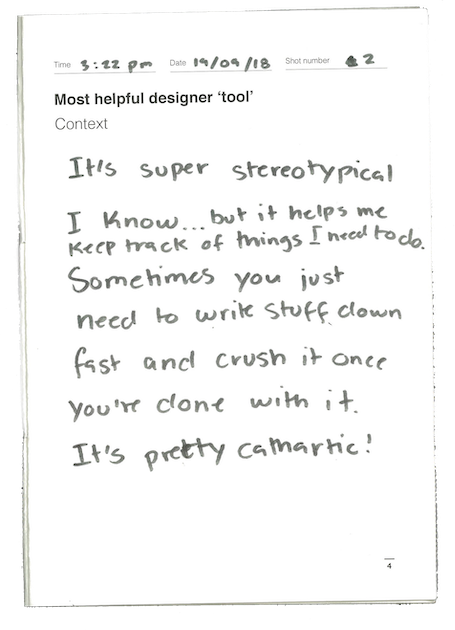 Time 3:22 pm Date 19/09/18 Shot number 2
Most helpful designer ‘tool’
Context
It's super stereotypical
I know...but it helps me
keep track of things I need to do.
Sometimes you just
need to write stuff down
fast and crush it once
you're done with it.
It's pretty cathartic!
4